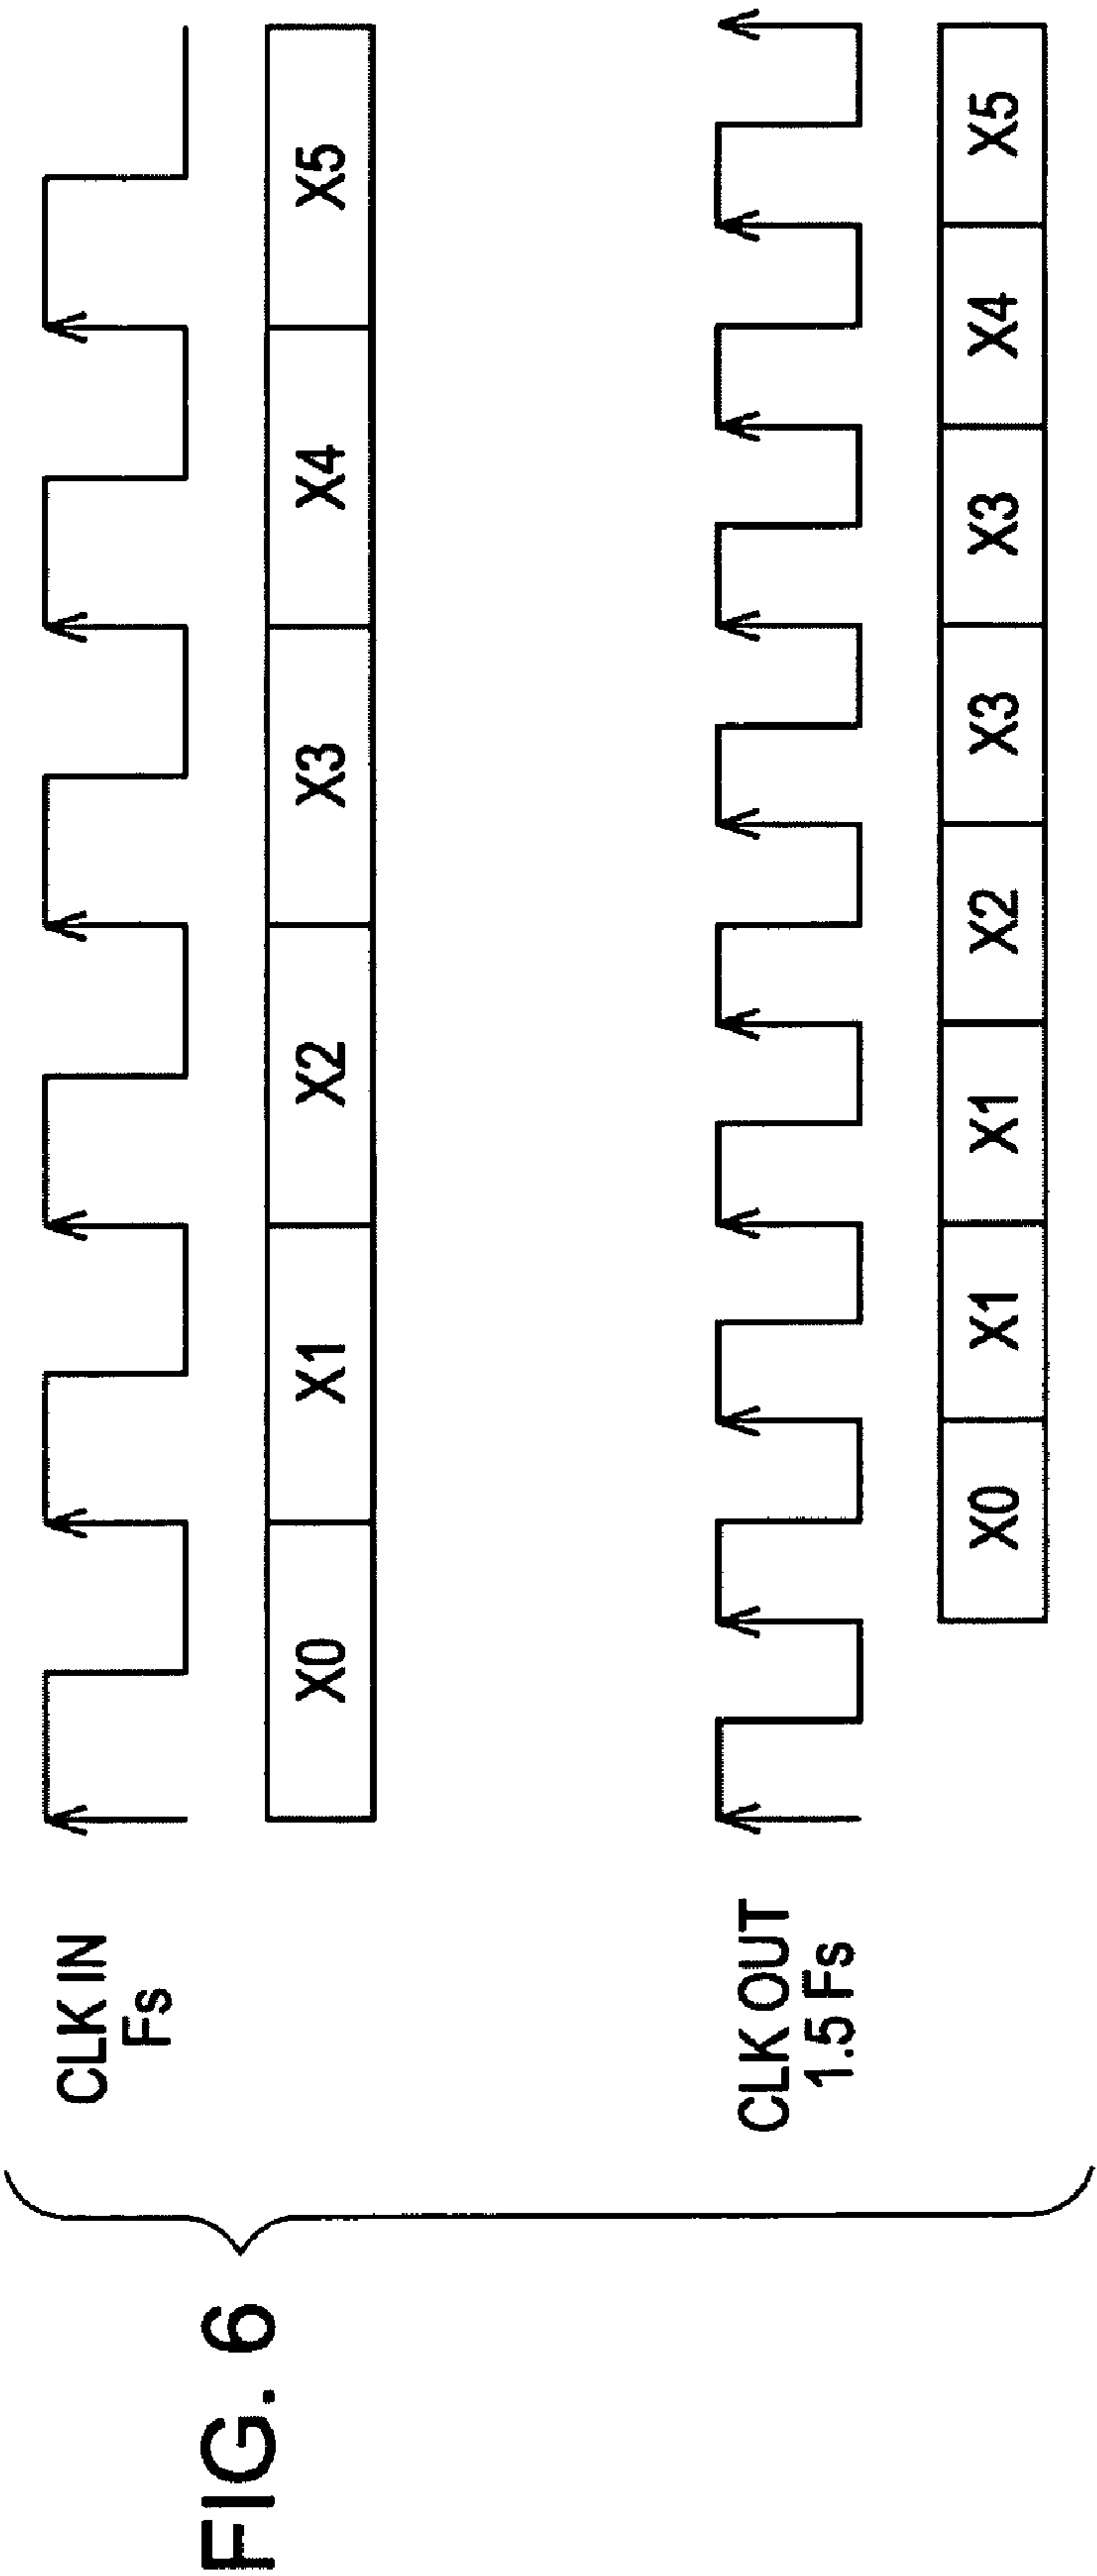 FIG. 6
CLK IN
Fs
X0 X1 X2 X3 X4 X5
CLK OUT
1.5 Fs
X0 X1 X1 X2 X3 X3 X4 X5